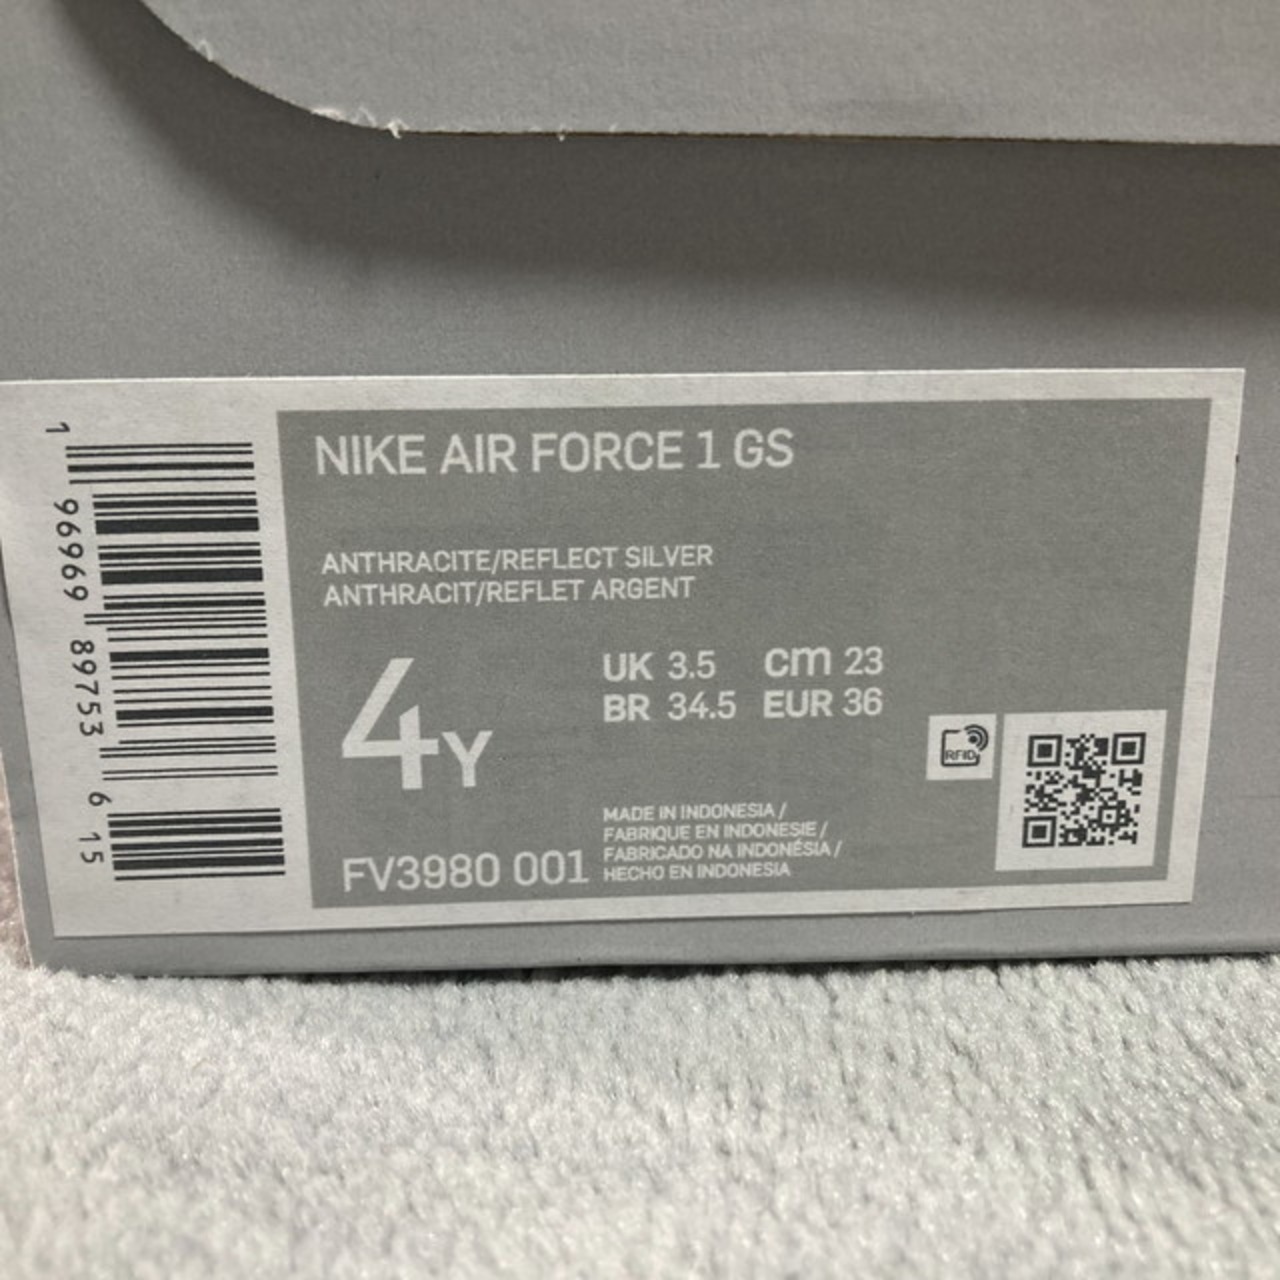 1 96969 89753 6 15
NIKE AIR FORCE 1 GS
ANTHRACITE/REFLECT SILVER
ANTHRACIT/REFLET ARGENT
4Y
UK 3.5 cm 23
BR 34.5 EUR 36
RFID
MADE IN INDONESIA /
FABRIQUE EN INDONESIE /
FABRICADO NA INDONÉSIA /
HECHO EN INDONESIA
FV3980 001